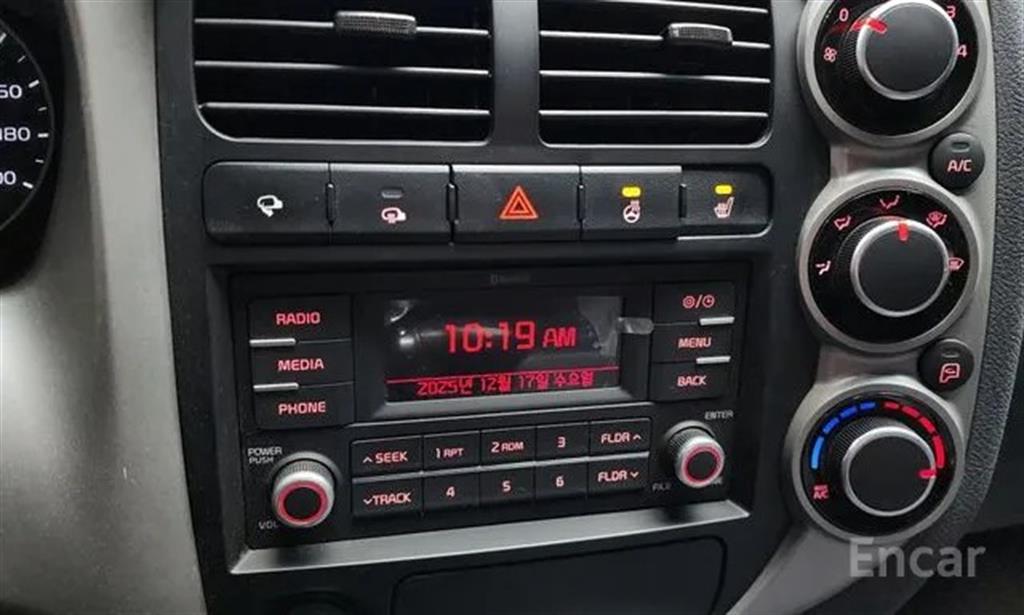 0
3
4
A/C
180
RADIO
MEDIA
PHONE
10:19 AM
2025년 12월 17일 수요일
MENU
BACK
POWER
PUSH
VOL
ENTER
SEEK
1 RPT
2 RDM
3
FLDR
TRACK
4
5
6
FLDR
MAX
A/C
Encar